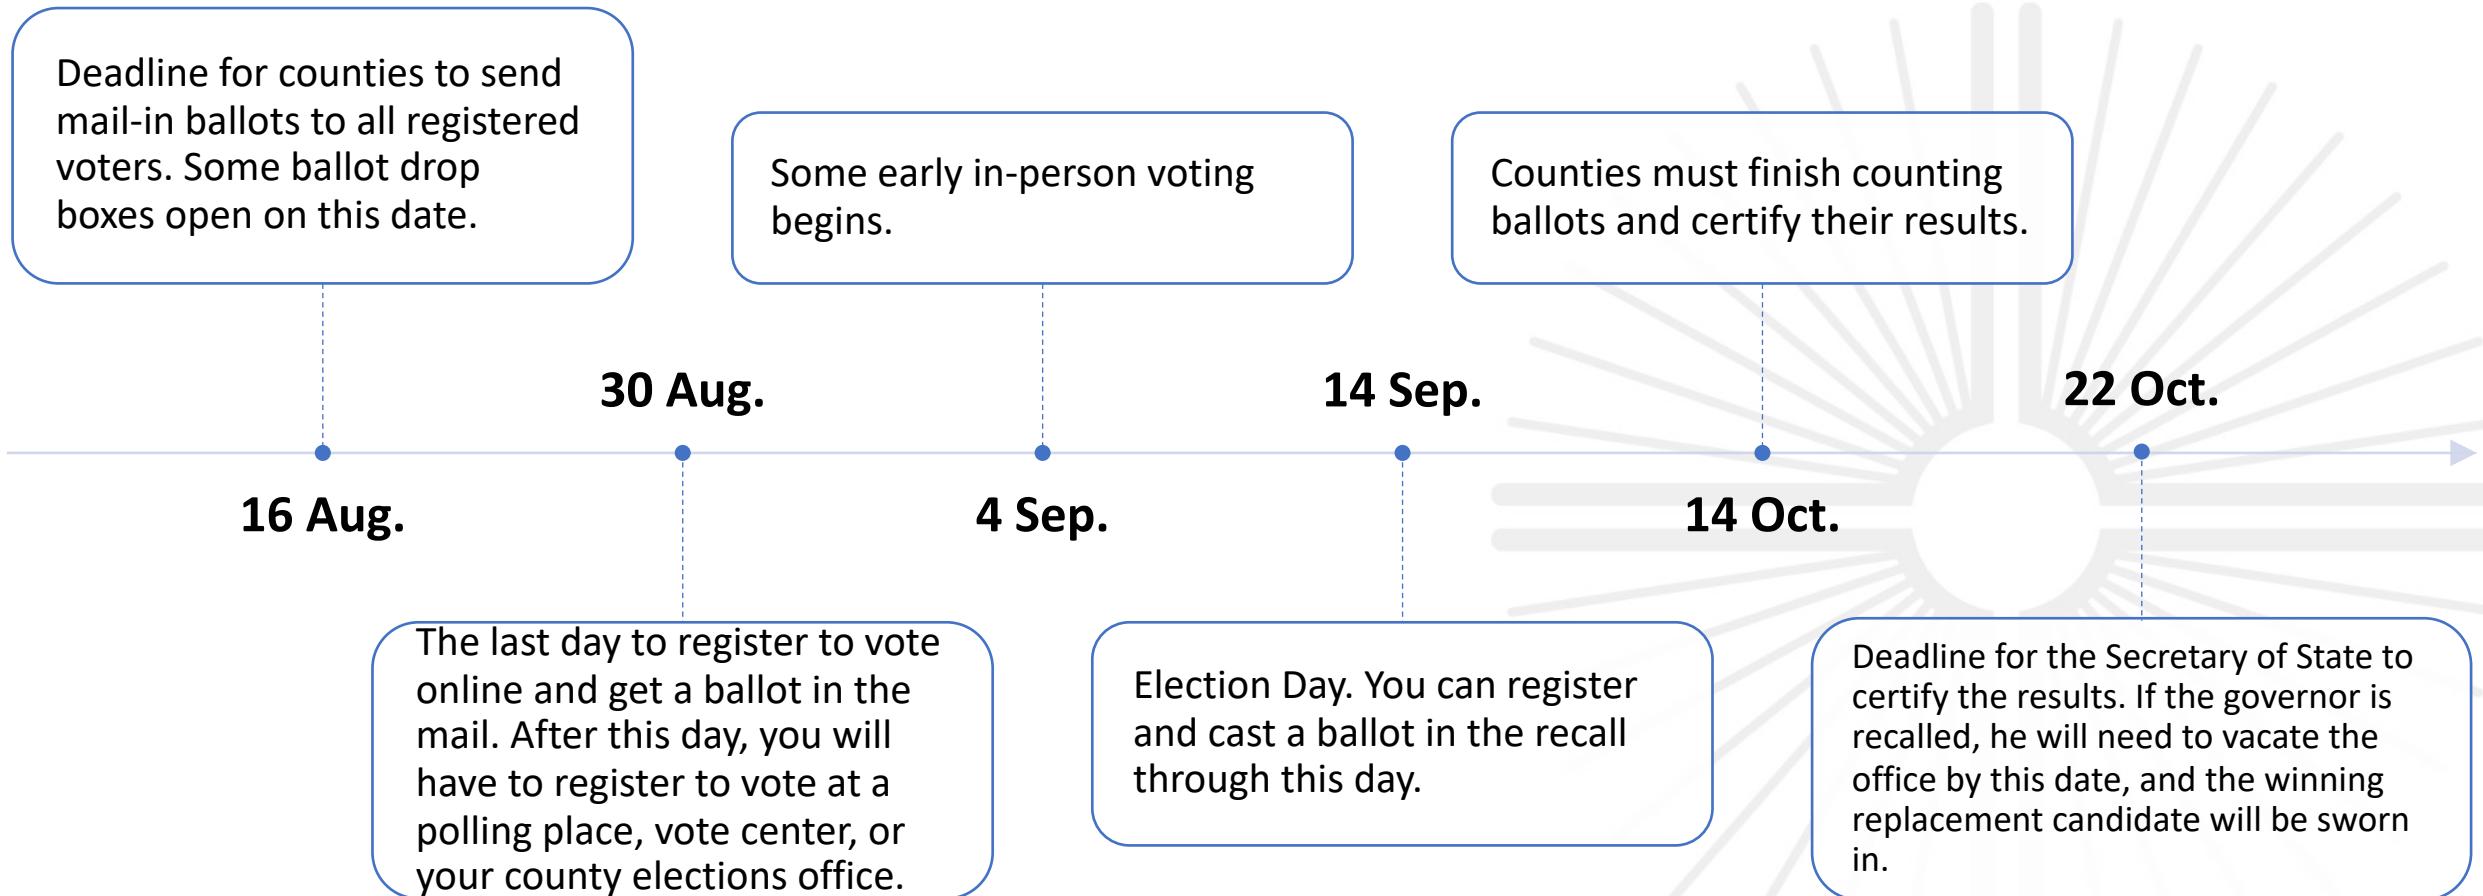 Deadline for counties to send
mail-in ballots to all registered
voters. Some ballot drop
boxes open on this date.
16 Aug.
30 Aug.
The last day to register to vote
online and get a ballot in the
mail. After this day, you will
have to register to vote at a
polling place, vote center, or
your county elections office.
Some early in-person voting
begins.
4 Sep.
14 Sep.
Election Day. You can register
and cast a ballot in the recall
through this day.
Counties must finish counting
ballots and certify their results.
14 Oct.
22 Oct.
Deadline for the Secretary of State to
certify the results. If the governor is
recalled, he will need to vacate the
office by this date, and the winning
replacement candidate will be sworn
in.